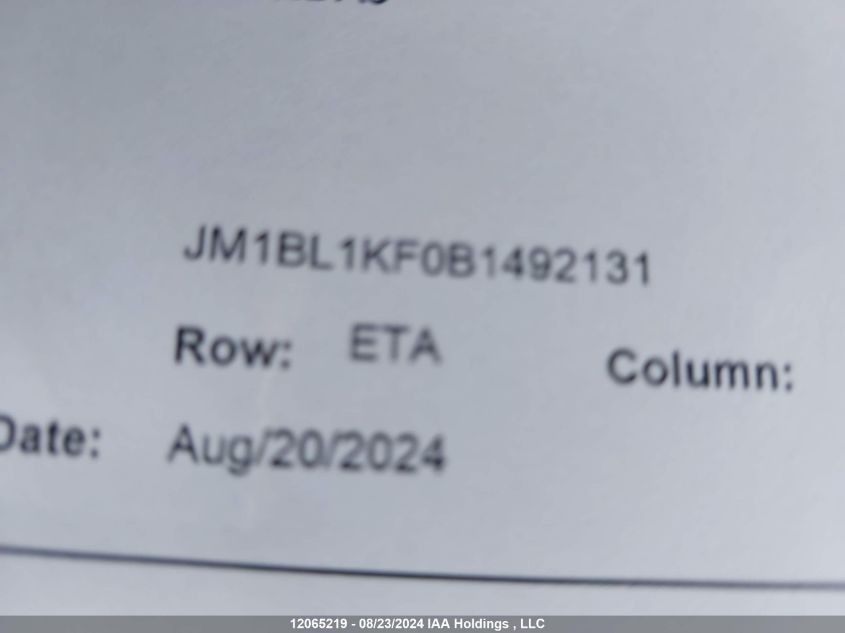 JM1BL1KF0B1492131
Row: ETA Column:
Date: Aug/20/2024
12065219 - 08/23/2024 IAA Holdings , LLC